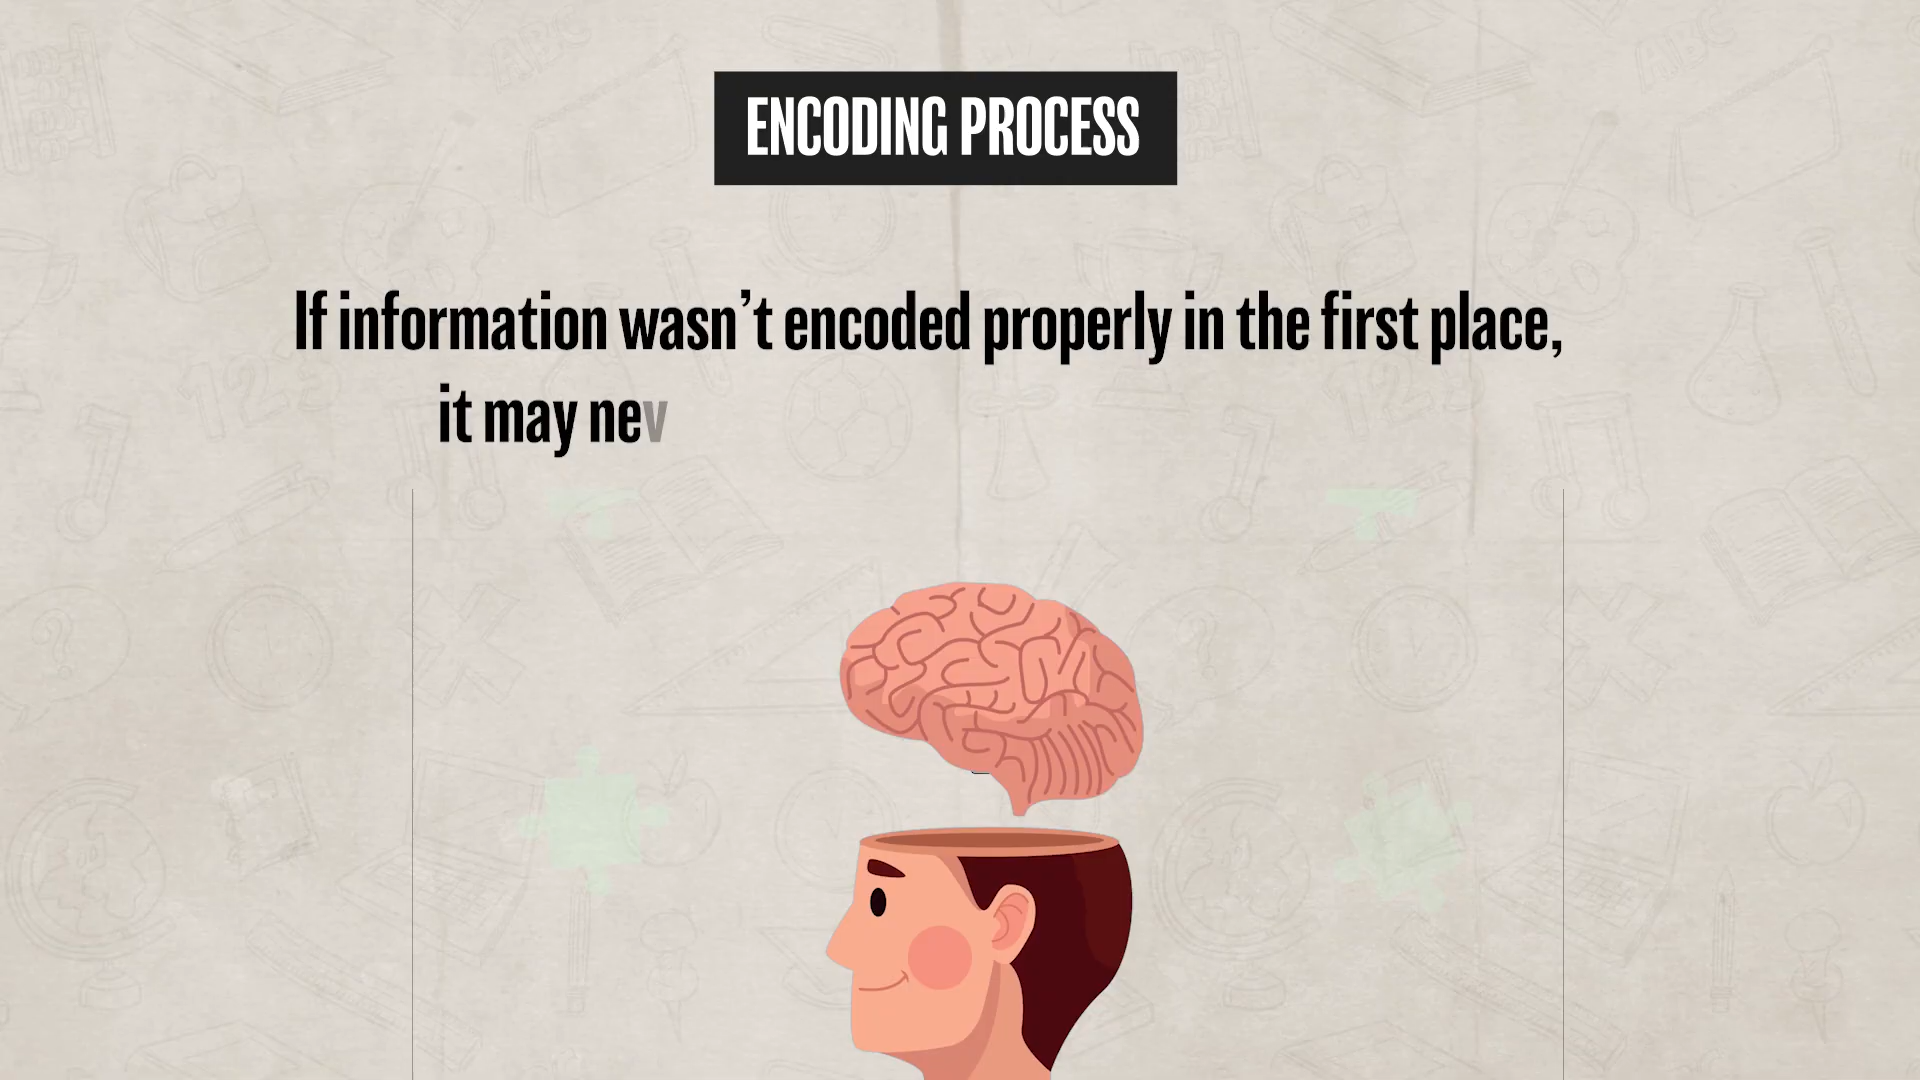 ENCODING PROCESS
If information wasn’t encoded properly in the first place,
it may nev